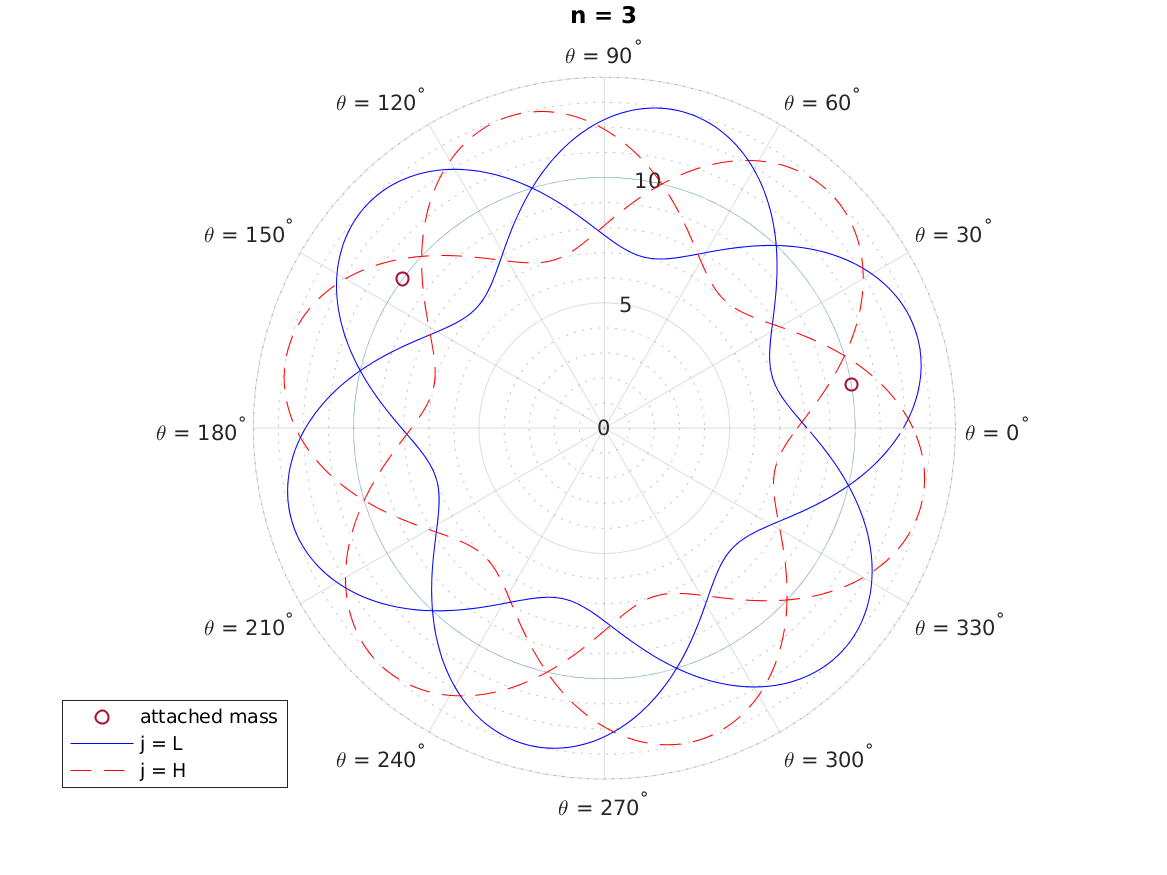 n = 3
θ = 90°
θ = 120°
θ = 60°
10
θ = 150°
θ = 30°
5
θ = 180°
0
θ = 0°
θ = 210°
θ = 330°
attached mass
j = L
j = H
θ = 240°
θ = 300°
θ = 270°